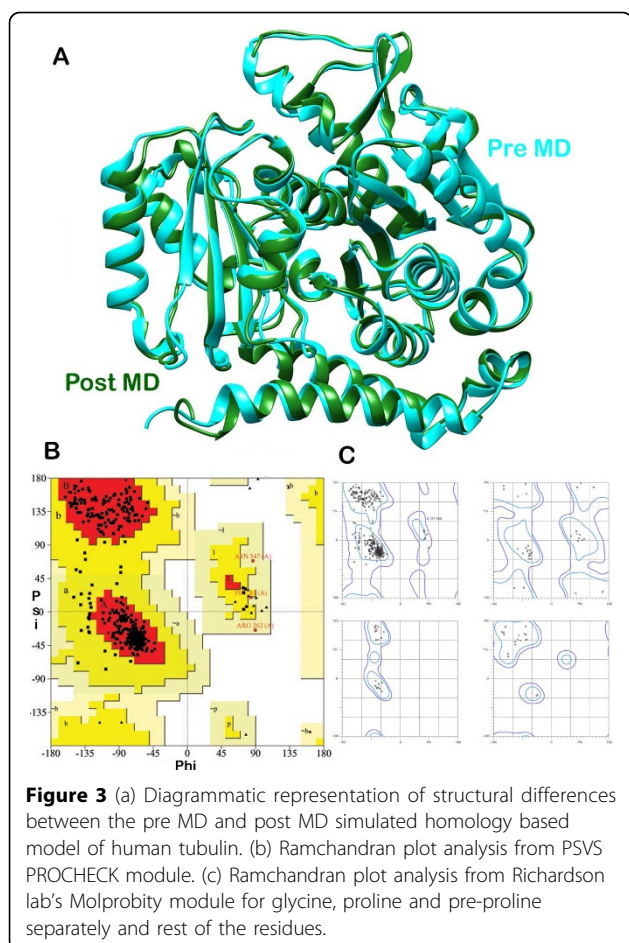 A
Pre MD
Post MD
B
C
180
135
90
45
0
-45
-90
-135
Psi
B
b
a
A
l
~a
~b
b
~l
p
~p
~b
b
ASN 347 (A)
ARG 262 (A)
-180 -135 -90 -45 0 45 90 135 180
Phi
Figure 3 (a) Diagrammatic representation of structural differences
between the pre MD and post MD simulated homology based
model of human tubulin. (b) Ramchandran plot analysis from PSVS
PROCHECK module. (c) Ramchandran plot analysis from Richardson
lab's Molprobity module for glycine, proline and pre-proline
separately and rest of the residues.